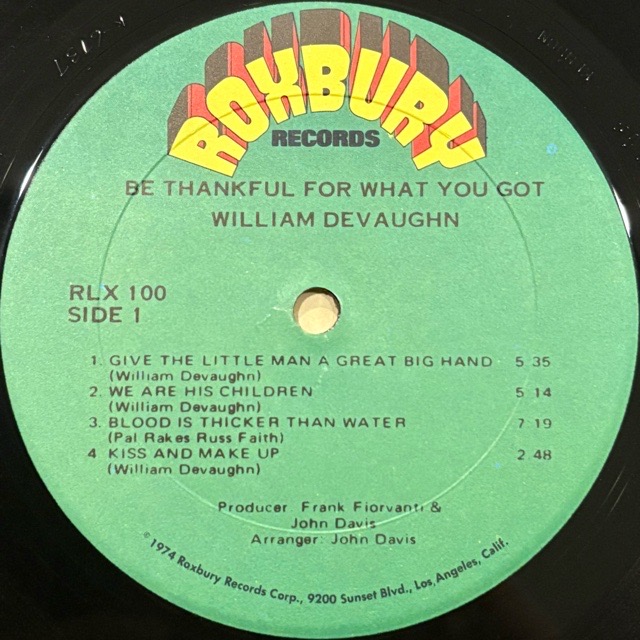 ROXBURY
RECORDS
BE THANKFUL FOR WHAT YOU GOT
WILLIAM DEVAUGHN
RLX 100
SIDE 1
1. GIVE THE LITTLE MAN A GREAT BIG HAND 5 35
(William Devaughn)
2. WE ARE HIS CHILDREN 5 14
(William Devaughn)
3. BLOOD IS THICKER THAN WATER 7 19
(Pal Rakes Russ Faith)
4 KISS AND MAKE UP 2 48
(William Devaughn)
Producer Frank Fiorvanti &
John Davis
Arranger: John Davis
℗1974 Roxbury Records Corp., 9200 Sunset Blvd., Los Angeles, Calif.